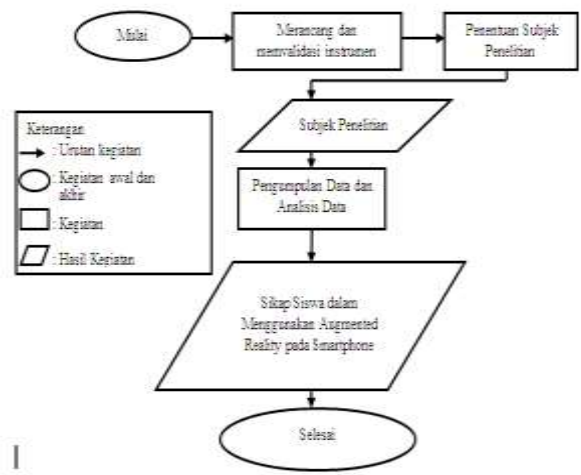 Mulai
Merancang dan
memvalidasi instrumen
Penentuan Subjek
Penelitian
Subjek Penelitian
Keterangan
: Urutan kegiatan
: Kegiatan awal dan
akhir
: Kegiatan
: Hasil Kegiatan
Pengumpulan Data dan
Analisis Data
Sikap Siswa dalam
Menggunakan Augmented
Reality pada Smartphone
Selesai